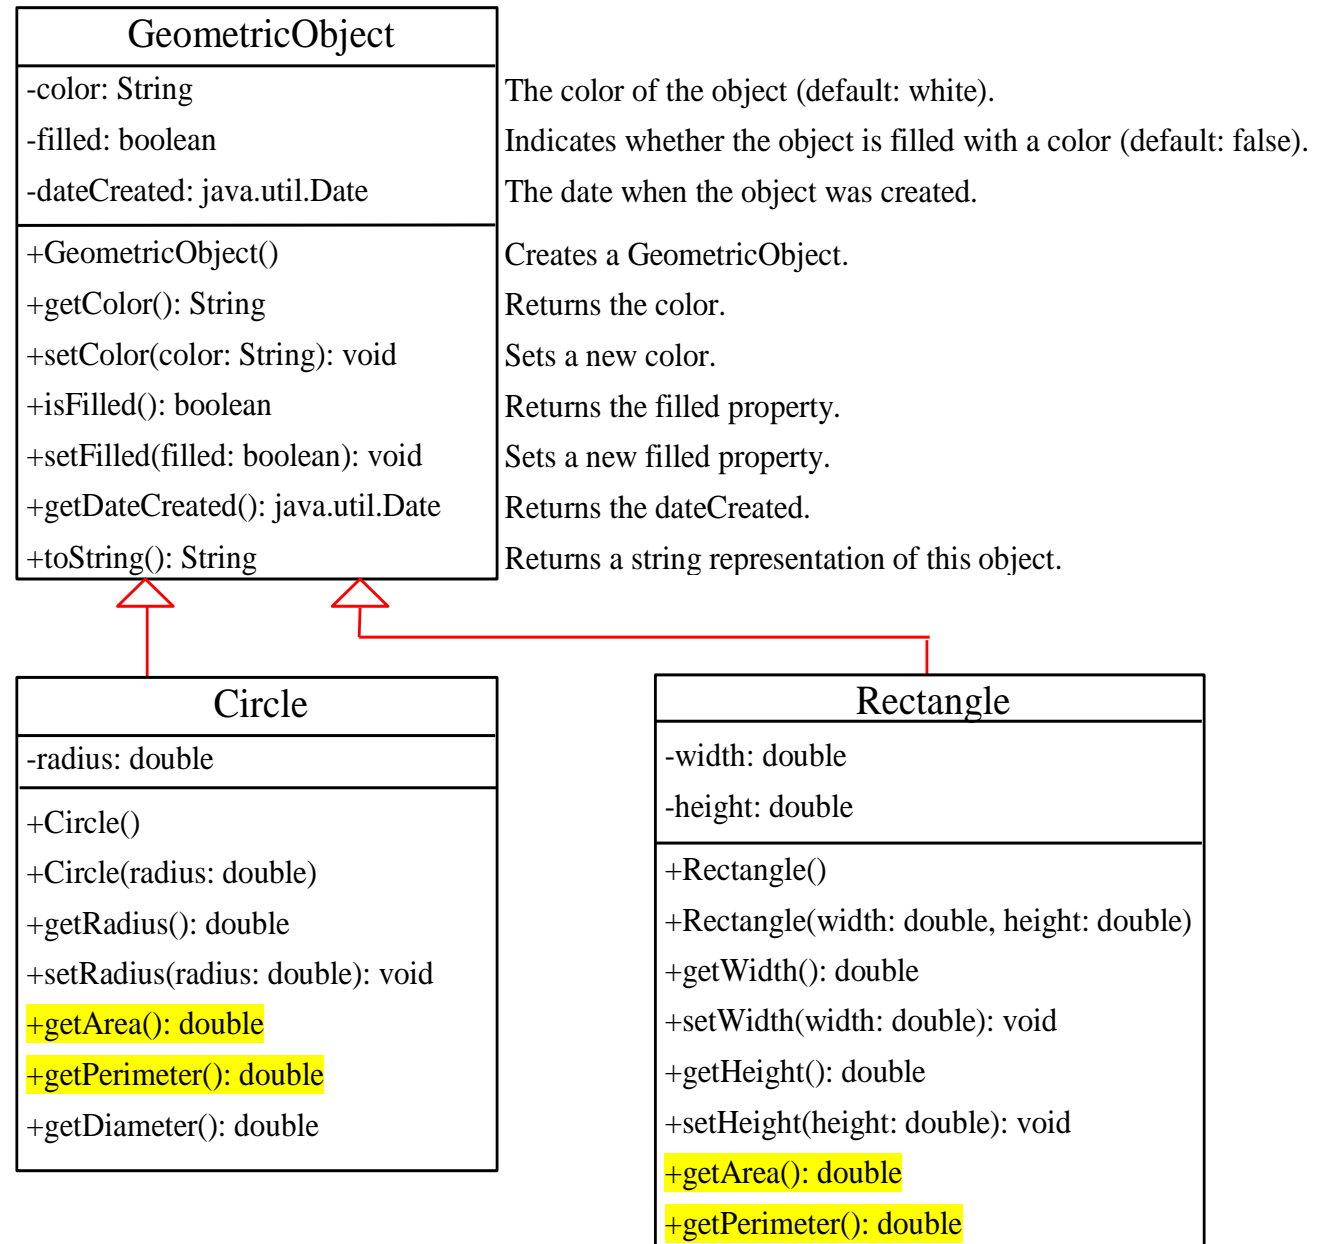 GeometricObject
-color: String
The color of the object (default: white).
-filled: boolean
Indicates whether the object is filled with a color (default: false).
-dateCreated: java.util.Date
The date when the object was created.
+GeometricObject()
Creates a GeometricObject.
+getColor(): String
Returns the color.
+setColor(color: String): void
Sets a new color.
+isFilled(): boolean
Returns the filled property.
+setFilled(filled: boolean): void
Sets a new filled property.
+getDateCreated(): java.util.Date
Returns the dateCreated.
+toString(): String
Returns a string representation of this object.
Circle
-radius: double
+Circle()
+Circle(radius: double)
+getRadius(): double
+setRadius(radius: double): void
+getArea(): double
+getPerimeter(): double
+getDiameter(): double
Rectangle
-width: double
-height: double
+Rectangle()
+Rectangle(width: double, height: double)
+getWidth(): double
+setWidth(width: double): void
+getHeight(): double
+setHeight(height: double): void
+getArea(): double
+getPerimeter(): double